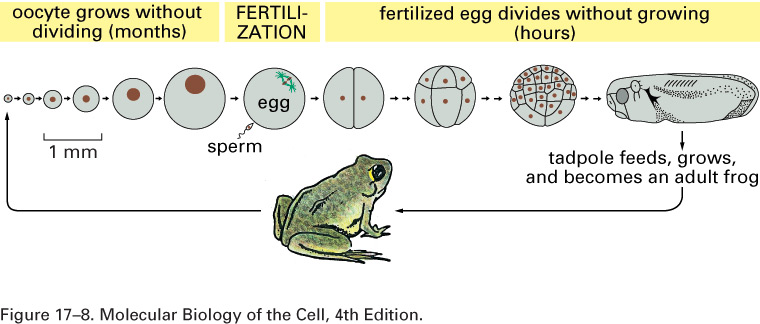 oocyte grows without
dividing (months)
FERTILI-
ZATION
fertilized egg divides without growing
(hours)
egg
sperm
1 mm
tadpole feeds, grows,
and becomes an adult frog
Figure 17–8. Molecular Biology of the Cell, 4th Edition.